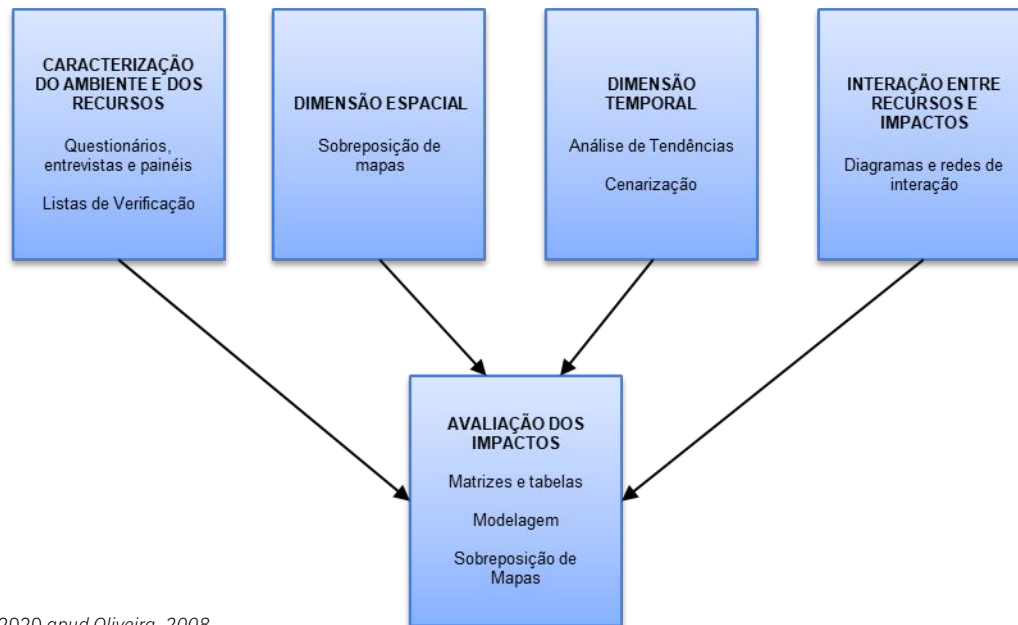 CARACTERIZAÇÃO
DO AMBIENTE E DOS
RECURSOS
Questionários,
entrevistas e painéis
Listas de Verificação
DIMENSÃO ESPACIAL
Sobreposição de
mapas
DIMENSÃO
TEMPORAL
Análise de Tendências
Cenarização
INTERAÇÃO ENTRE
RECURSOS E
IMPACTOS
Diagramas e redes de
interação
AVALIAÇÃO DOS
IMPACTOS
Matrizes e tabelas
Modelagem
Sobreposição de
Mapas
2020 apud Oliveira, 2008